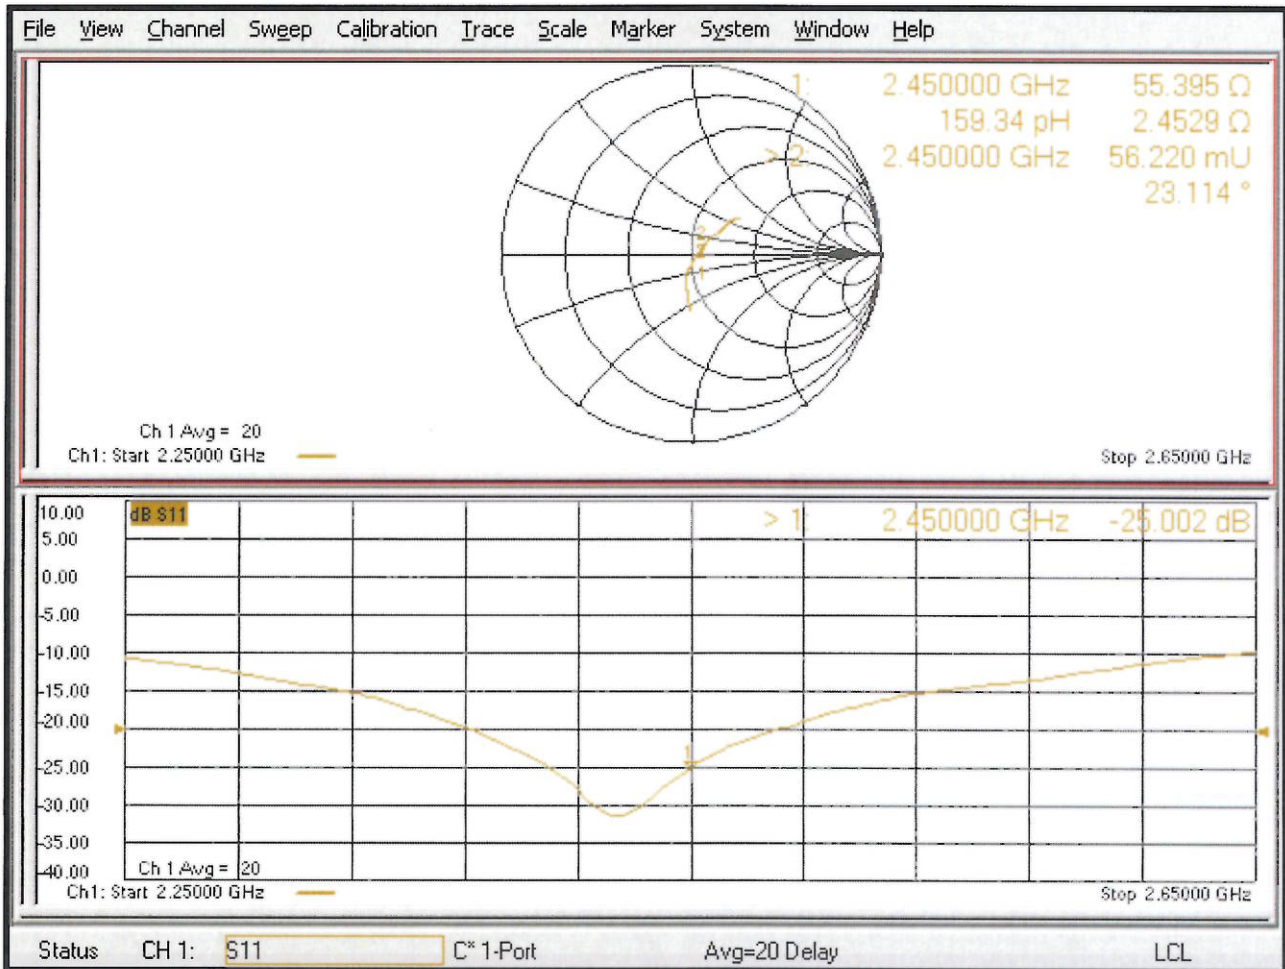 File View Channel Sweep Calibration Trace Scale Marker System Window Help
1: 2.450000 GHz 55.395 Ω
159.34 pH 2.4529 Ω
> 2: 2.450000 GHz 56.220 mU
23.114 °
2
1
Ch 1 Avg = 20
Ch1: Start 2.25000 GHz
Stop 2.65000 GHz
10.00
dB S11
> 1: 2.450000 GHz -25.002 dB
5.00
0.00
-5.00
-10.00
-15.00
-20.00
1
-25.00
-30.00
-35.00
-40.00
Ch 1 Avg = 20
Ch1: Start 2.25000 GHz
Stop 2.65000 GHz
Status CH 1: S11 C* 1-Port Avg=20 Delay LCL